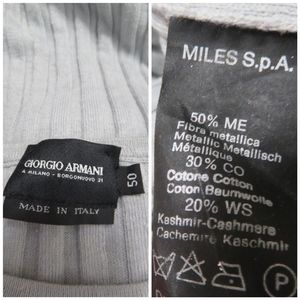 GIORGIO ARMANI
A MILANO - BORGONUOVO 21
50
MADE IN ITALY
MILES S.p.A.
50% ME
Fibra metallica
Metallic Metallisch
Métallique
30% CO
Cotone Cotton
Coton Baumwolle
20% WS
Kashmir-Cashmere
Cachemire Kaschmir
P